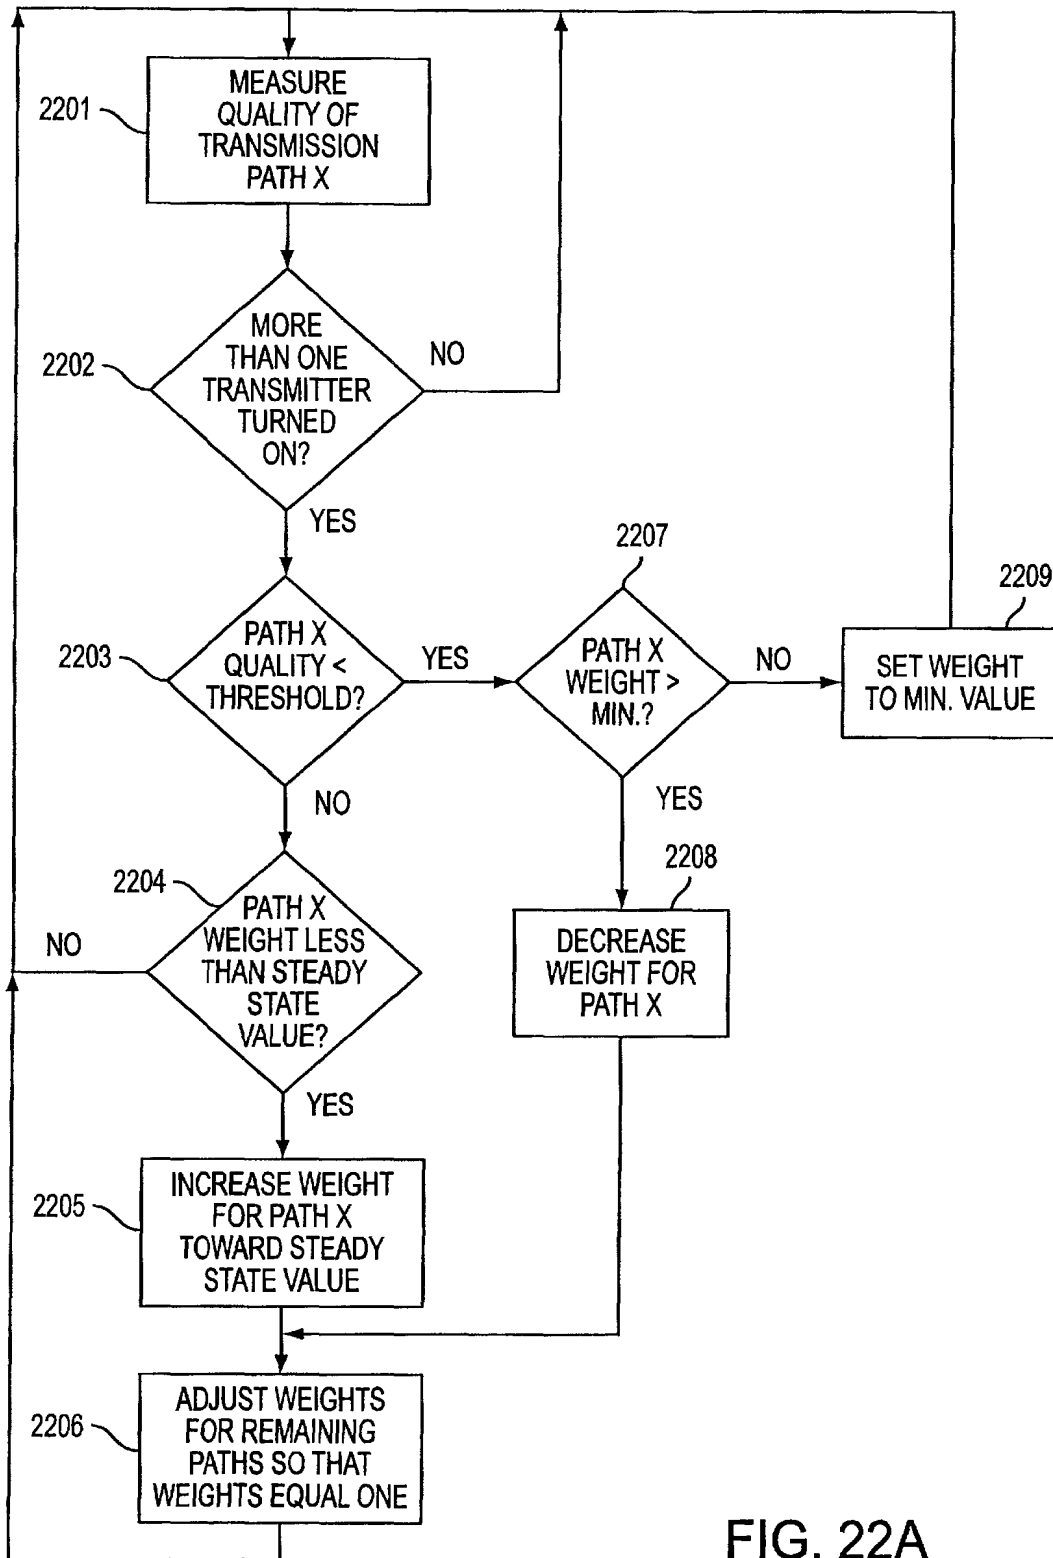 2201
MEASURE
QUALITY OF
TRANSMISSION
PATH X
2202
MORE
THAN ONE
TRANSMITTER
TURNED
ON?
NO
YES
2203
PATH X
QUALITY <
THRESHOLD?
YES
NO
2207
PATH X
WEIGHT >
MIN.?
NO
YES
2209
SET WEIGHT
TO MIN. VALUE
2204
PATH X
WEIGHT LESS
THAN STEADY
STATE
VALUE?
NO
YES
2208
DECREASE
WEIGHT FOR
PATH X
2205
INCREASE WEIGHT
FOR PATH X
TOWARD STEADY
STATE VALUE
2206
ADJUST WEIGHTS
FOR REMAINING
PATHS SO THAT
WEIGHTS EQUAL ONE
FIG. 22A